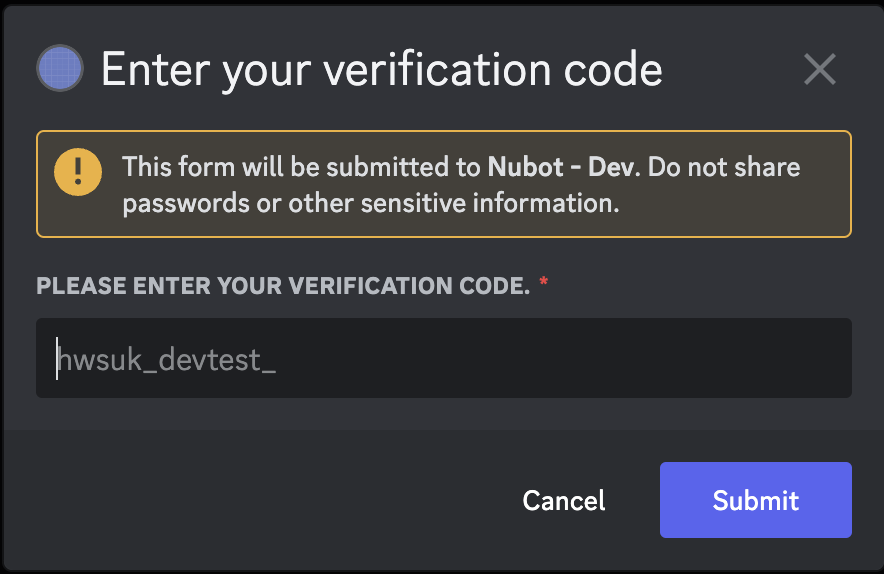 Enter your verification code
This form will be submitted to Nubot - Dev. Do not share
passwords or other sensitive information.
PLEASE ENTER YOUR VERIFICATION CODE. *
hwsuk_devtest_
Cancel
Submit